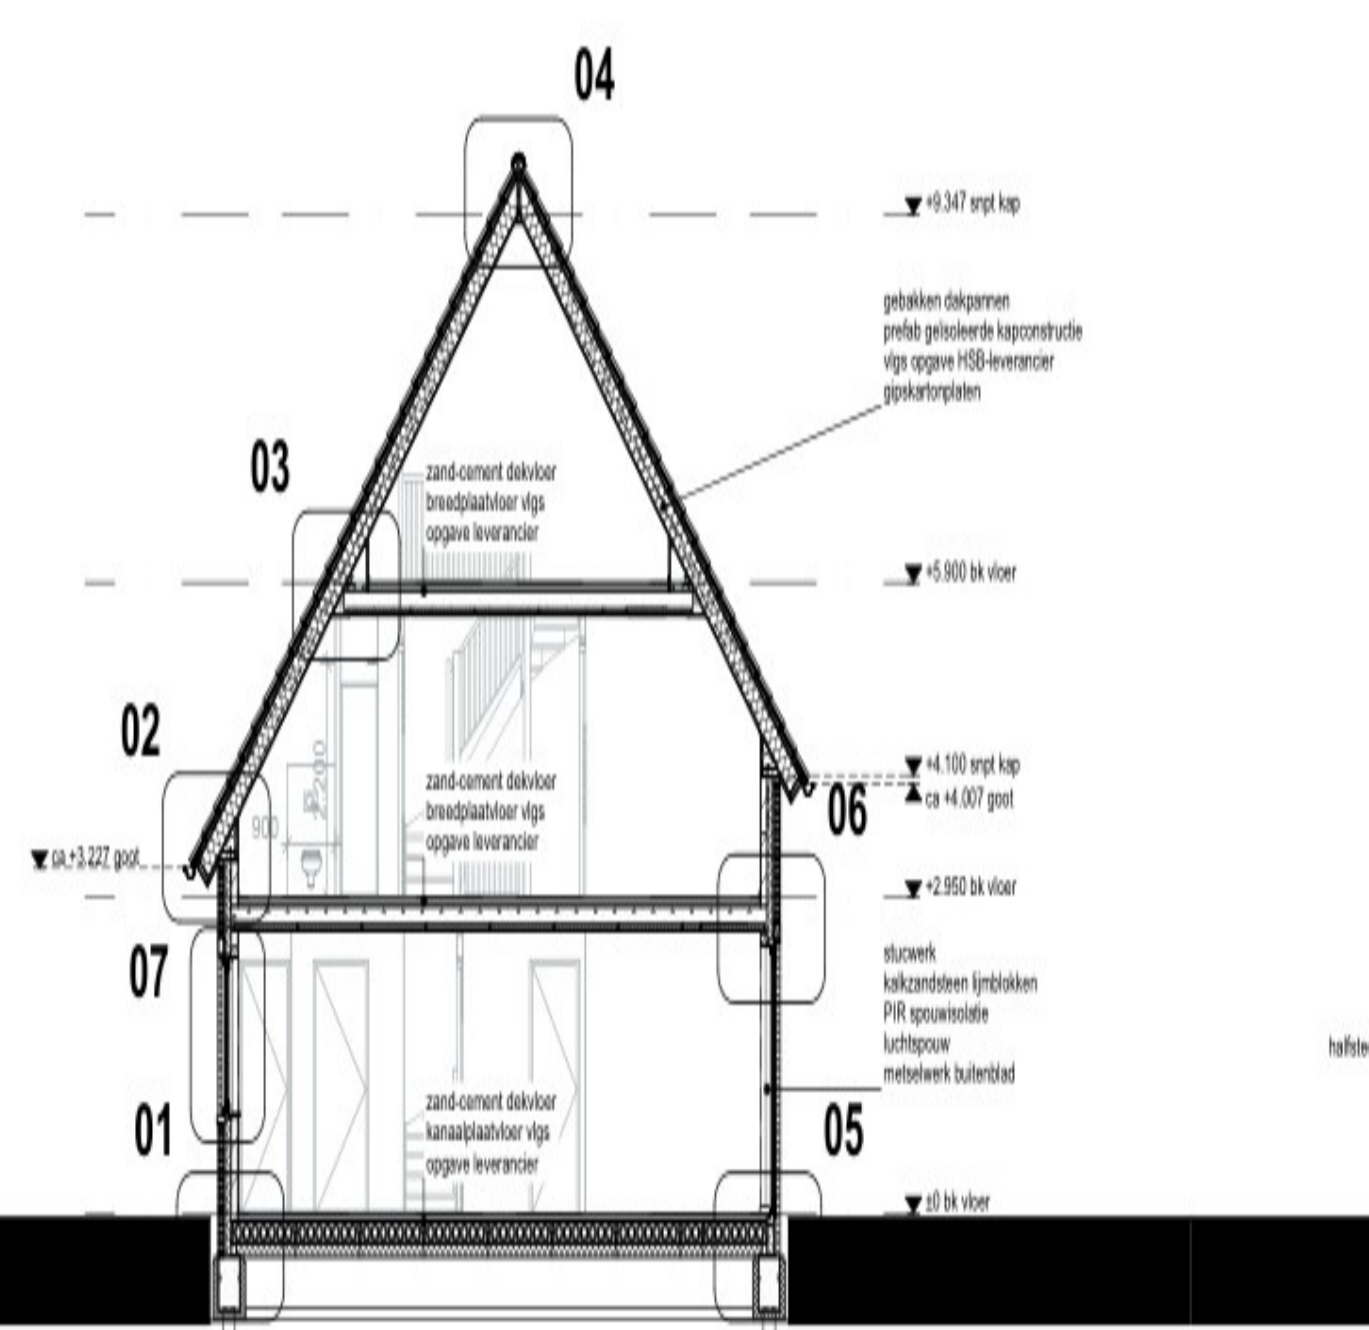 04
+9.347 snpt kap
gebakken dakpannen
prefab geïsoleerde kapconstructie
vlgs opgave HSB-leverancier
gipskartonplaten
03
zand-cement dekvloer
breedplaatvloer vlgs
opgave leverancier
+5.900 bk vloer
02
2.200
900
zand-cement dekvloer
breedplaatvloer vlgs
opgave leverancier
+4.100 snpt kap
ca +4.007 goot
06
ca +3.227 goot
+2.950 bk vloer
07
stucwerk
kalkzandsteen lijmblokken
PIR spouwisolatie
luchtspouw
metselwerk buitenblad
halfste
01
zand-cement dekvloer
kanaalplaatvloer vlgs
opgave leverancier
05
±0 bk vloer